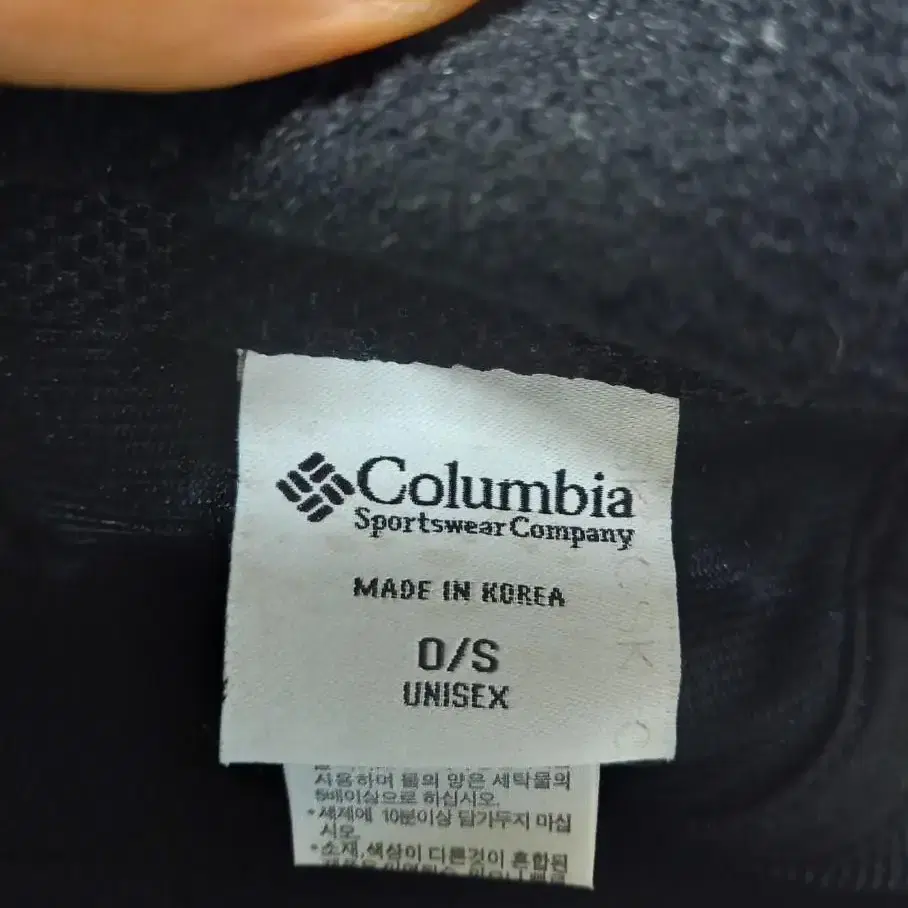 Columbia
Sportswear Company
MADE IN KOREA
O/S
UNISEX
사용하며 물의 양은 세탁물의
5배이상으로 하십시오.
*세제에 10분이상 담가두지 마십
시오.
*소재,색상이 다른것이 혼합된